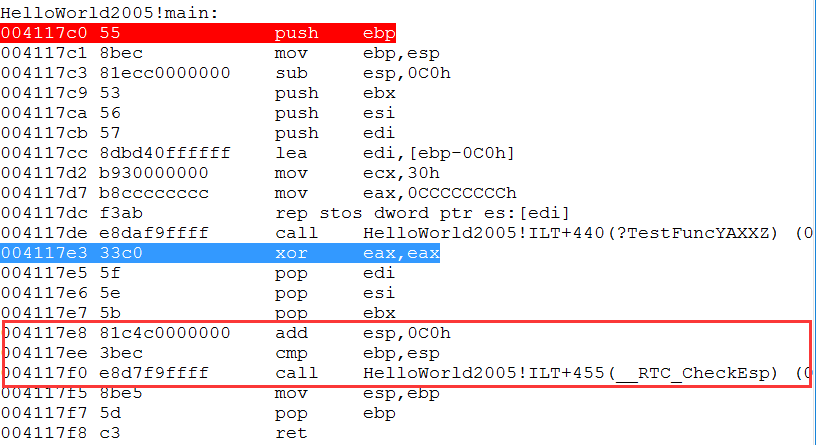 HelloWorld2005!main:
004117c0 55 push ebp
004117c1 8bec mov ebp,esp
004117c3 81ecc0000000 sub esp,0C0h
004117c9 53 push ebx
004117ca 56 push esi
004117cb 57 push edi
004117cc 8dbd40ffffff lea edi,[ebp-0C0h]
004117d2 b930000000 mov ecx,30h
004117d7 b8cccccccc mov eax,0CCCCCCCCh
004117dc f3ab rep stos dword ptr es:[edi]
004117de e8daf9ffff call HelloWorld2005!ILT+440(?TestFuncYAXXZ) (0
004117e3 33c0 xor eax,eax
004117e5 5f pop edi
004117e6 5e pop esi
004117e7 5b pop ebx
004117e8 81c4c0000000 add esp,0C0h
004117ee 3bec cmp ebp,esp
004117f0 e8d7f9ffff call HelloWorld2005!ILT+455(__RTC_CheckEsp) (0
004117f5 8be5 mov esp,ebp
004117f7 5d pop ebp
004117f8 c3 ret